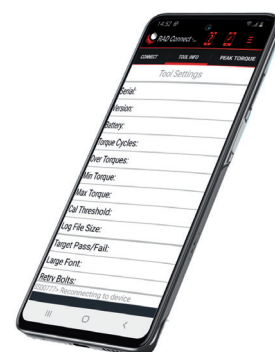 14:52
RAD Connect
CONNECT TOOL INFO PEAK TORQUE
Tool Settings
Serial:
Version:
Battery:
Torque Cycles:
Over Torques:
Min Torque:
Max Torque:
Cal Threshold:
Log File Size:
Target Pass/Fail:
Large Font:
Retry Bolts:
Reconnecting to device